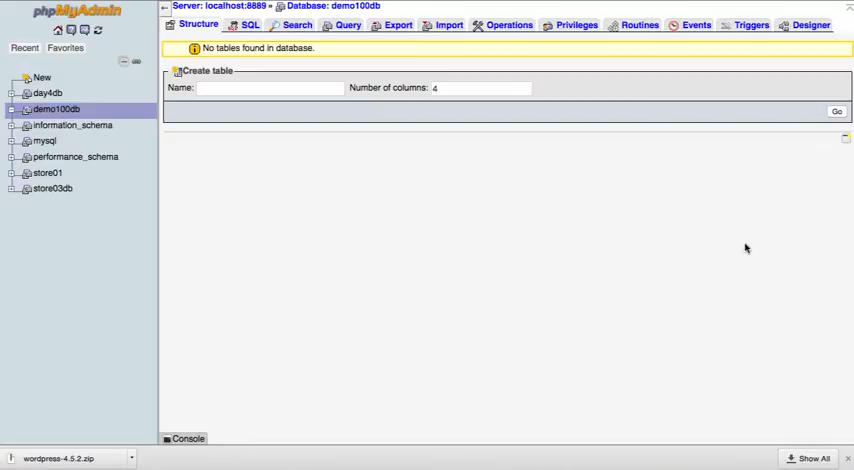 phpMyAdmin
Recent Favorites
New
day4db
demo100db
information_schema
mysql
performance_schema
store01
store03db
Server: localhost:8889 » Database: demo100db
Structure SQL Search Query Export Import Operations Privileges Routines Events Triggers Designer
No tables found in database.
Create table
Name: Number of columns: 4
Go
Console
wordpress-4.5.2.zip Show All